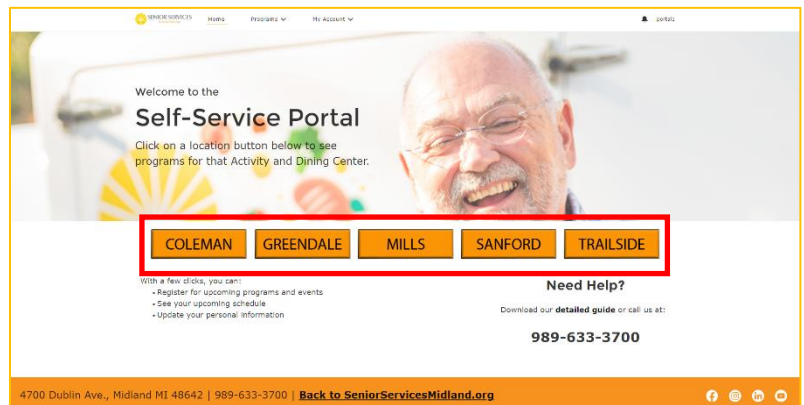 SENIOR SERVICES Home Programs My Account portal1
Welcome to the
Self-Service Portal
Click on a location button below to see
programs for that Activity and Dining Center.
COLEMAN GREENDALE MILLS SANFORD TRAILSIDE
With a few clicks, you can:
• Register for upcoming programs and events
• See your upcoming schedule
• Update your personal information
Need Help?
Download our detailed guide or call us at:
989-633-3700
4700 Dublin Ave., Midland MI 48642 | 989-633-3700 | Back to SeniorServicesMidland.org